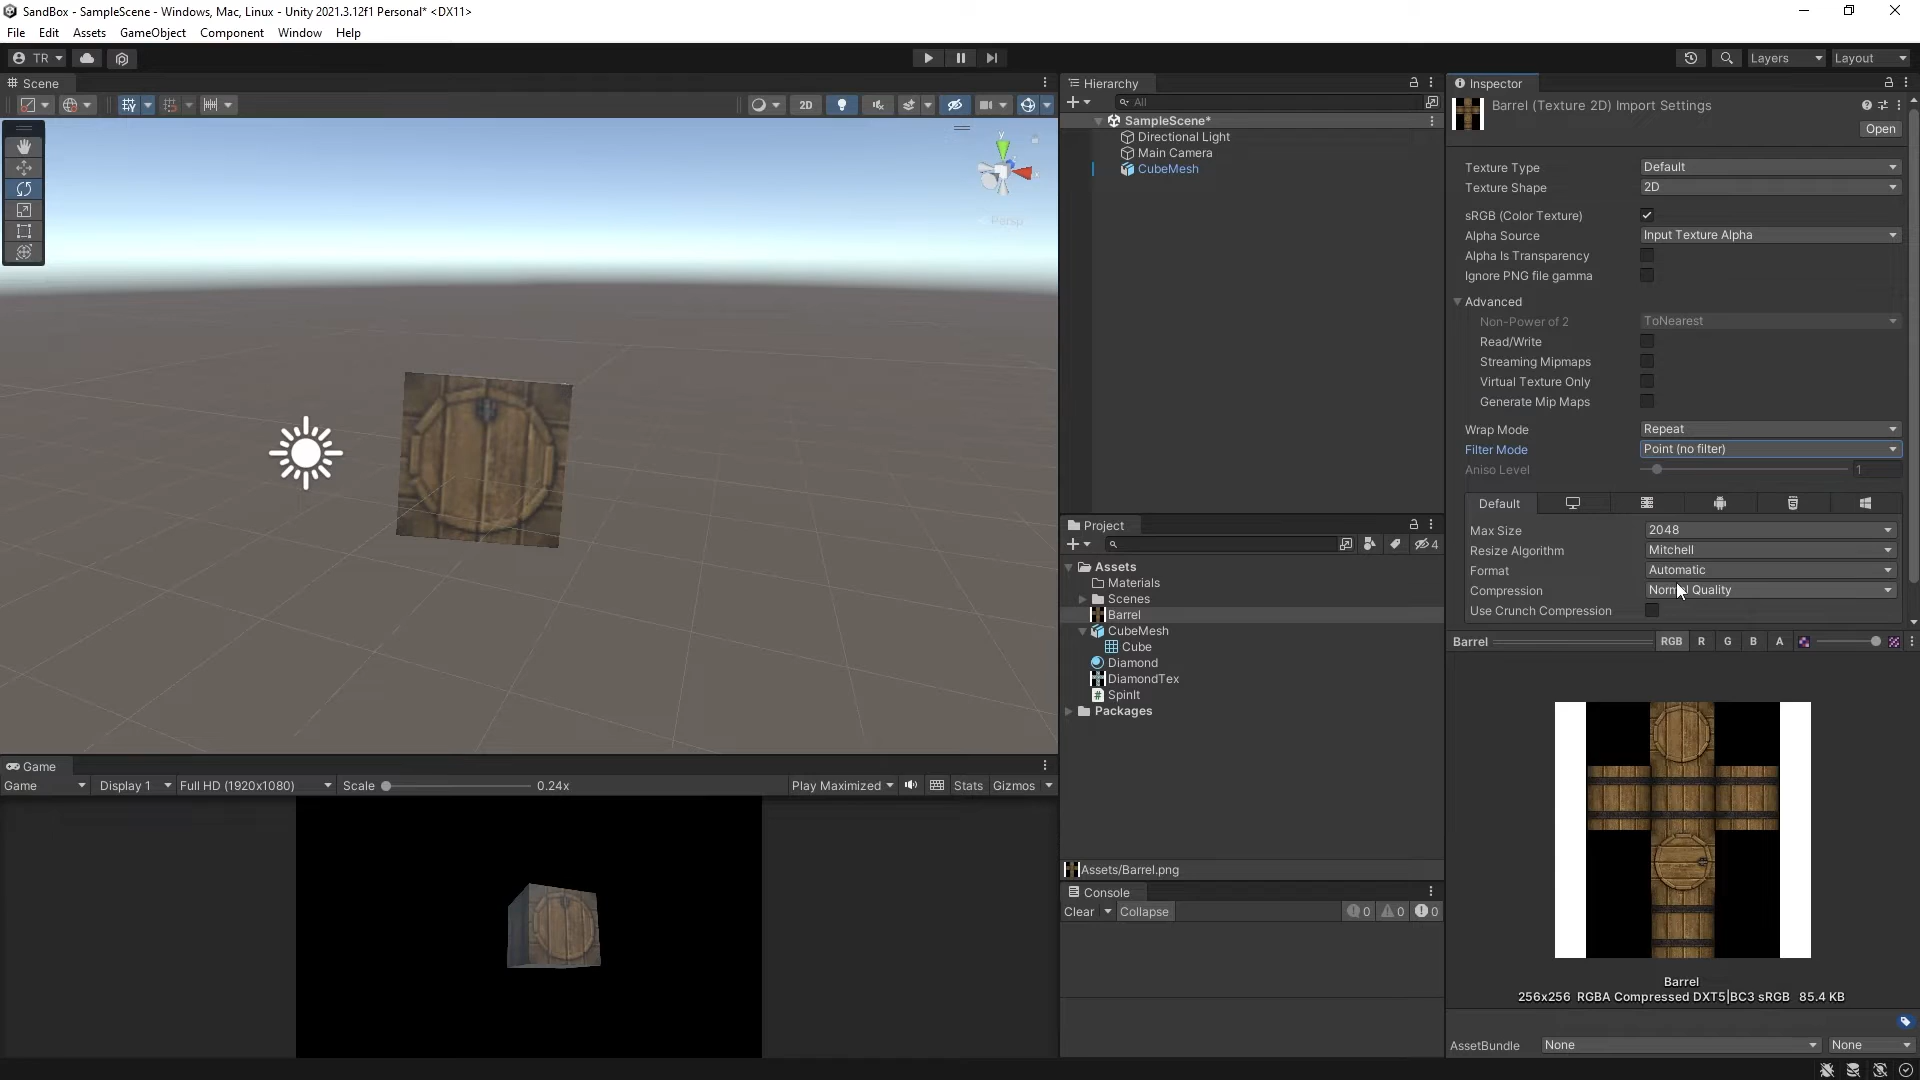 SandBox - SampleScene - Windows, Mac, Linux - Unity 2021.3.12f1 Personal* <DX11>
File Edit Assets GameObject Component Window Help
TR
Layers Layout
Scene
2D
y
< Persp
Hierarchy
All
SampleScene*
Directional Light
Main Camera
CubeMesh
Project
4
Assets
Materials
Scenes
Barrel
CubeMesh
Cube
Diamond
DiamondTex
SpinIt
Packages
Assets/Barrel.png
Console
Clear Collapse 0 0 0
Game
Game Display 1 Full HD (1920x1080) Scale 0.24x Play Maximized Stats Gizmos
Inspector
Barrel (Texture 2D) Import Settings
Open
Texture Type Default
Texture Shape 2D
sRGB (Color Texture)
Alpha Source Input Texture Alpha
Alpha Is Transparency
Ignore PNG file gamma
Advanced
Non-Power of 2 ToNearest
Read/Write
Streaming Mipmaps
Virtual Texture Only
Generate Mip Maps
Wrap Mode Repeat
Filter Mode Point (no filter)
Aniso Level 1
Default
Max Size 2048
Resize Algorithm Mitchell
Format Automatic
Compression Normal Quality
Use Crunch Compression
Barrel RGB R G B A
Barrel
256x256 RGBA Compressed DXT5|BC3 sRGB 85.4 KB
AssetBundle None None